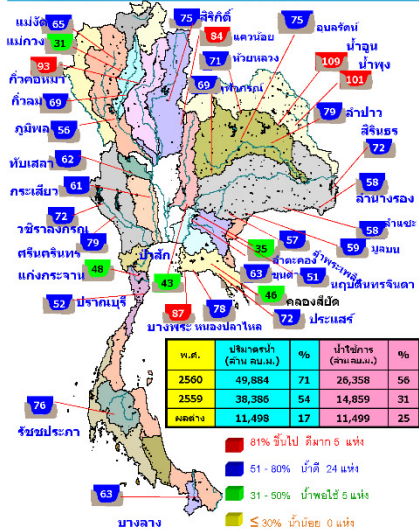 แม่งัด 65
แม่กวง 31
93
กิ่วคอหมา
กิ่วลม 69
ภูมิพล 56
ทับเสลา 62
กระเสียว 61
72
วชิราลงกรณ
ศรีนครินทร์ 79
แก่งกระจาน 48
52 ปราณบุรี
75 สิริกิติ์
84 แควน้อย
71 ห้วยหลวง
69 จุฬาภรณ์
75 อุบลรัตน์
น้ำอูน
109 น้ำพุง
101
79 ลำปาว
สิรินธร
72
58
ลำนางรอง
58 ลำแซะ
59 มูลบน
57
ลำพระเพลิง
35
ลำตะคอง
63 ขุนด่าน
51
นฤบดินทรจินดา
46
คลองสียัด
72 ประแสร์
78
หนองปลาไหล
87
บางพระ
43
ป่าสัก
76
รัชชประภา
63
บางลาง
พ.ศ. ปริมาตรน้ำ (ล้าน ลบ.ม.) % น้ำใช้การ (ล้าน ลบ.ม.) %
2560 49,884 71 26,358 56
2559 38,386 54 14,859 31
ผลต่าง 11,498 17 11,499 25
81% ขึ้นไป ดีมาก 5 แห่ง
51 - 80% น้ำดี 24 แห่ง
31 - 50% น้ำพอใช้ 5 แห่ง
≤ 30% น้ำน้อย 0 แห่ง